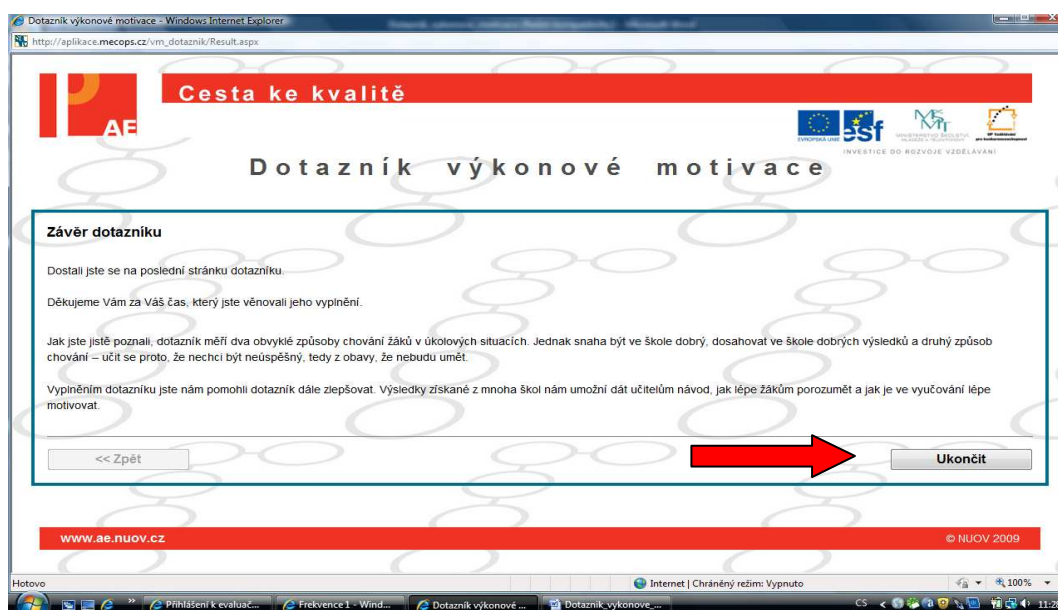 Dotazník výkonové motivace - Windows Internet Explorer
http://aplikace.mecops.cz/vm_dotaznik/Result.aspx
Cesta ke kvalitě
AE
EVROPSKÁ UNIE
esf
MŠMT
INVESTICE DO ROZVOJE VZDĚLÁVÁNÍ
Dotazník výkonové motivace
Závěr dotazníku
Dostali jste se na poslední stránku dotazníku.
Děkujeme Vám za Váš čas, který jste věnovali jeho vyplnění.
Jak jste jistě poznali, dotazník měří dva obvyklé způsoby chování žáků v úkolových situacích. Jednak snaha být ve škole dobrý, dosahovat ve škole dobrých výsledků a druhý způsob
chování – učit se proto, že nechci být neúspěšný, tedy z obavy, že nebudu umět.
Vyplněním dotazníku jste nám pomohli dotazník dále zlepšovat. Výsledky získané z mnoha škol nám umožní dát učitelům návod, jak lépe žákům porozumět a jak je ve vyučování lépe
motivovat.
<< Zpět
Ukončit
www.ae.nuov.cz
© NUOV 2009
Hotovo
Internet | Chráněný režim: Vypnuto
100%
Přihlášení k evaluač...
Frekvence 1 - Wind...
Dotazník výkonové ...
Dotaznik_vykonove_...
CS